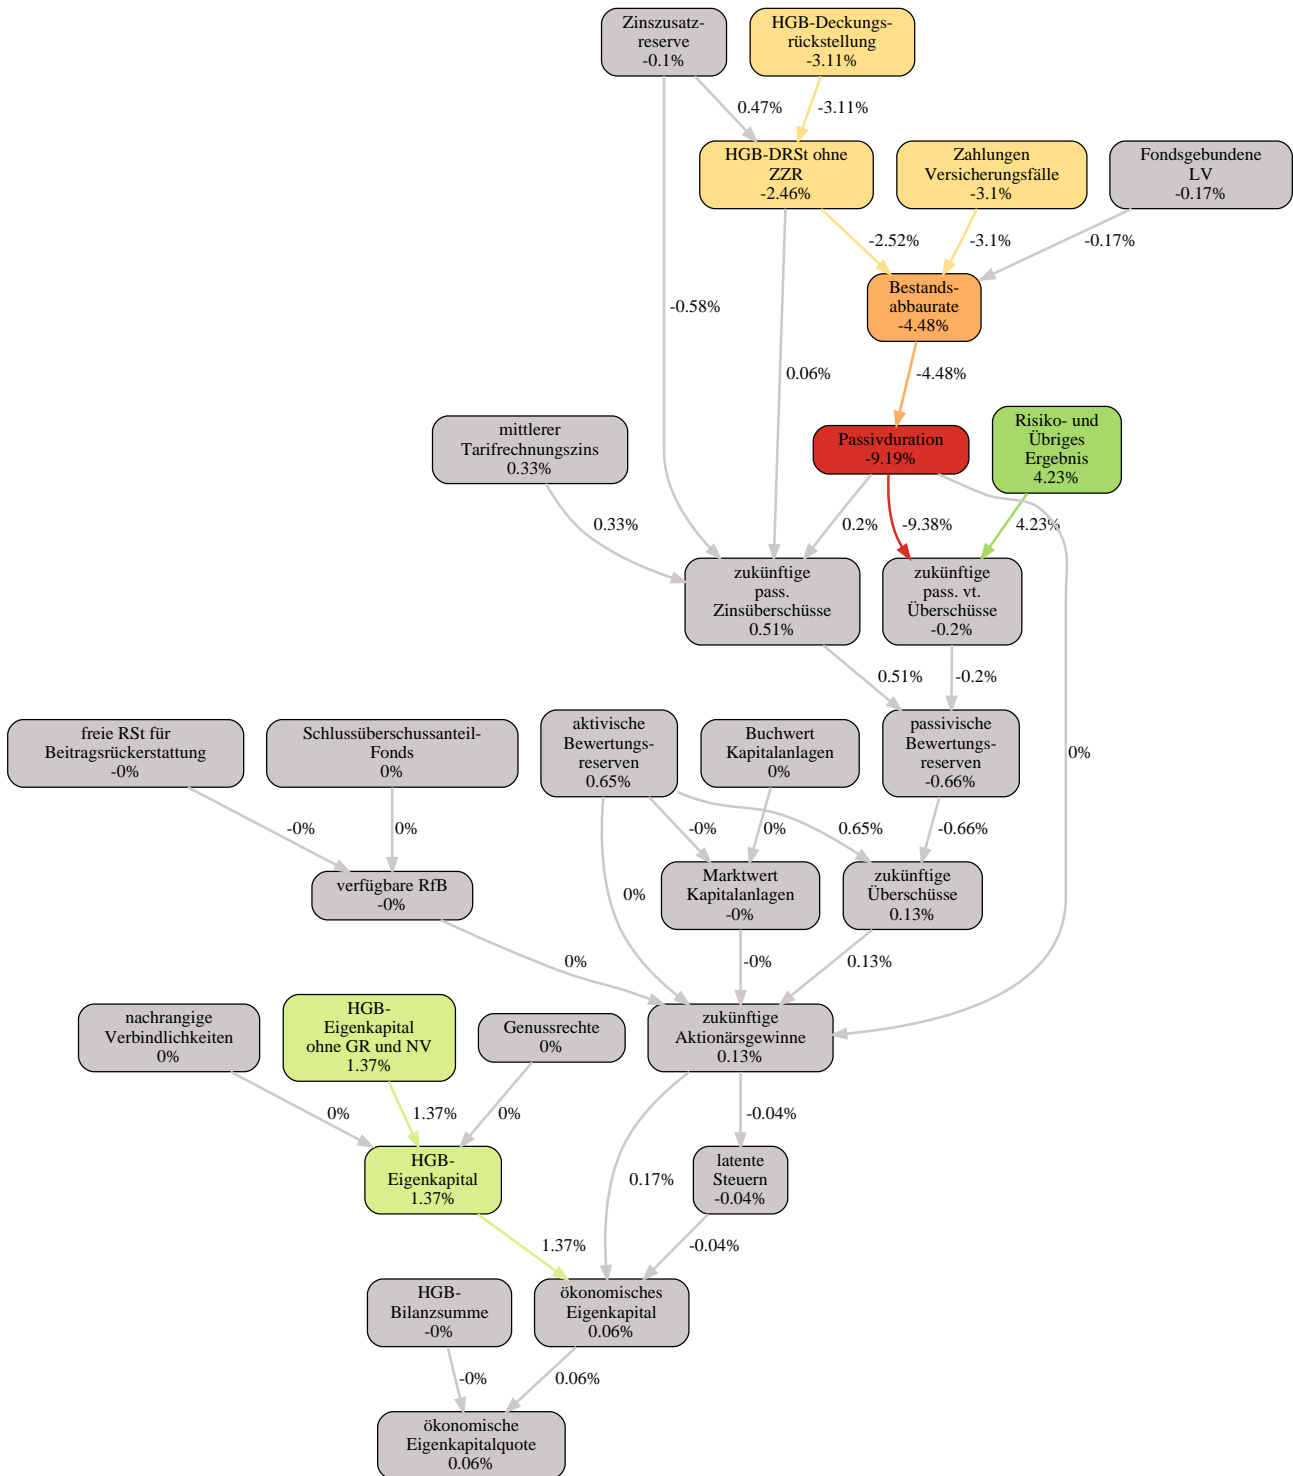 Zinszusatz-
reserve
-0.1%
HGB-Deckungs-
rückstellung
-3.11%
0.47%
-3.11%
HGB-DRSt ohne
ZZR
-2.46%
Zahlungen
Versicherungsfälle
-3.1%
Fondsgebundene
LV
-0.17%
-2.52%
-3.1%
-0.17%
Bestands-
abbaurate
-4.48%
-0.58%
0.06%
-4.48%
mittlerer
Tarifrechnungszins
0.33%
Passivduration
-9.19%
Risiko- und
Übriges
Ergebnis
4.23%
0.33%
0.2%
-9.38%
4.23%
zukünftige
pass.
Zinsüberschüsse
0.51%
zukünftige
pass. vt.
Überschüsse
-0.2%
0.51%
-0.2%
freie RSt für
Beitragsrückerstattung
-0%
Schlussüberschussanteil-
Fonds
0%
aktivische
Bewertungs-
reserven
0.65%
Buchwert
Kapitalanlagen
0%
passivische
Bewertungs-
reserven
-0.66%
0%
-0%
0%
-0%
0%
0.65%
-0.66%
verfügbare RfB
-0%
0%
Marktwert
Kapitalanlagen
-0%
zukünftige
Überschüsse
0.13%
0%
-0%
0.13%
nachrangige
Verbindlichkeiten
0%
HGB-
Eigenkapital
ohne GR und NV
1.37%
Genussrechte
0%
zukünftige
Aktionärsgewinne
0.13%
0%
1.37%
0%
-0.04%
HGB-
Eigenkapital
1.37%
0.17%
latente
Steuern
-0.04%
1.37%
-0.04%
HGB-
Bilanzsumme
-0%
ökonomisches
Eigenkapital
0.06%
-0%
0.06%
ökonomische
Eigenkapitalquote
0.06%